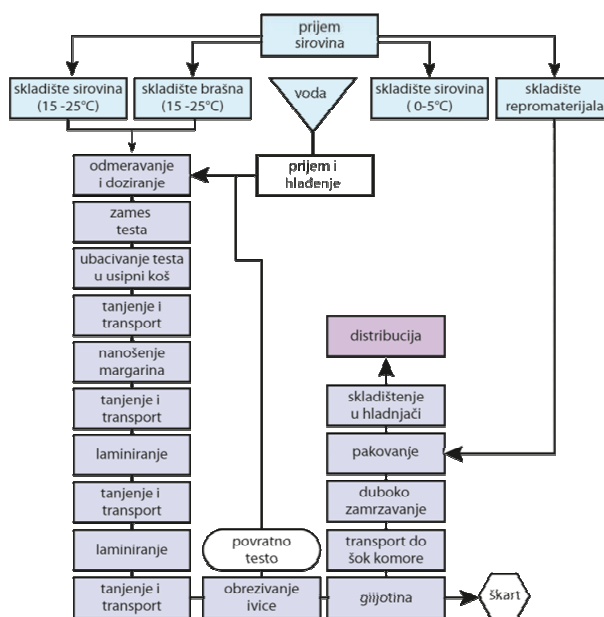 prijem
sirovina
skladište sirovina
(15 -25°C)
skladište brašna
(15 -25°C)
voda
skladište sirovina
( 0-5°C)
skladište
repromaterijala
odmeravanje
i doziranje
prijem i
hlađenje
zames
testa
ubacivanje testa
u usipni koš
tanjenje i
transport
nanošenje
margarina
tanjenje i
transport
laminiranje
tanjenje i
transport
laminiranje
tanjenje i
transport
povratno
testo
obrezivanje
ivice
distribucija
skladištenje
u hladnjači
pakovanje
duboko
zamrzavanje
transport do
šok komore
giljotina
škart